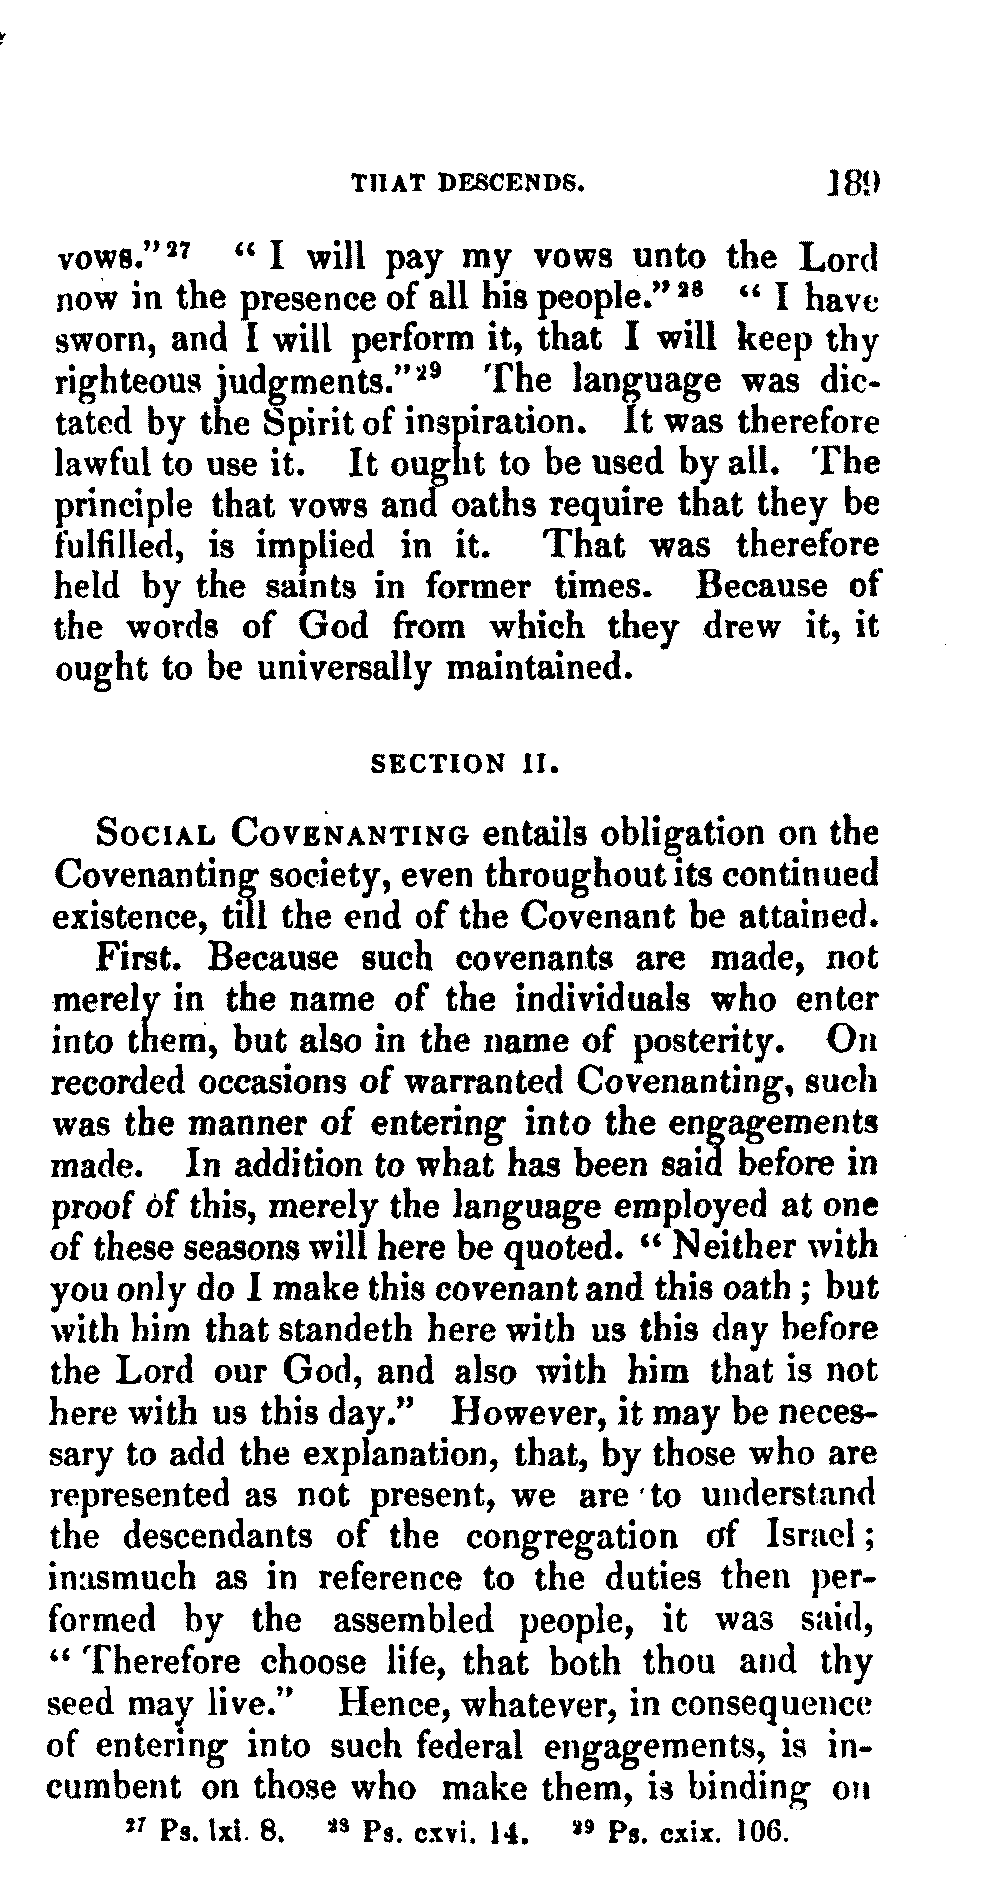 THAT DESCENDS. 189
vows."27 " I will pay my vows unto the Lord
now in the presence of all his people."28 " I have
sworn, and I will perform it, that I will keep thy
righteous judgments."29 The language was dic-
tated by the Spirit of inspiration. It was therefore
lawful to use it. It ought to be used by all. The
principle that vows and oaths require that they be
fulfilled, is implied in it. That was therefore
held by the saints in former times. Because of
the words of God from which they drew it, it
ought to be universally maintained.
SECTION II.
SOCIAL COVENANTING entails obligation on the
Covenanting society, even throughout its continued
existence, till the end of the Covenant be attained.
First. Because such covenants are made, not
merely in the name of the individuals who enter
into them, but also in the name of posterity. On
recorded occasions of warranted Covenanting, such
was the manner of entering into the engagements
made. In addition to what has been said before in
proof of this, merely the language employed at one
of these seasons will here be quoted. " Neither with
you only do I make this covenant and this oath ; but
with him that standeth here with us this day before
the Lord our God, and also with him that is not
here with us this day." However, it may be neces-
sary to add the explanation, that, by those who are
represented as not present, we are to understand
the descendants of the congregation of Israel ;
inasmuch as in reference to the duties then per-
formed by the assembled people, it was said,
" Therefore choose life, that both thou and thy
seed may live." Hence, whatever, in consequence
of entering into such federal engagements, is in-
cumbent on those who make them, is binding on
27 Ps. lxi. 8. 28 Ps. cxvi. 14. 29 Ps. cxix. 106.